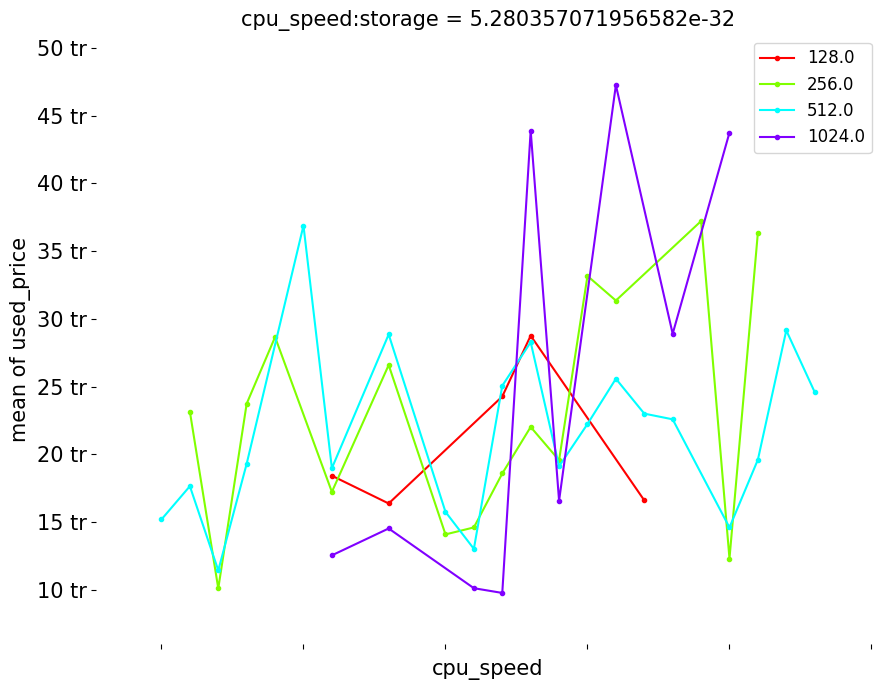 cpu_speed:storage = 5.280357071956582e-32
50 tr
45 tr
40 tr
35 tr
30 tr
25 tr
20 tr
15 tr
10 tr
mean of used_price
128.0
256.0
512.0
1024.0
cpu_speed